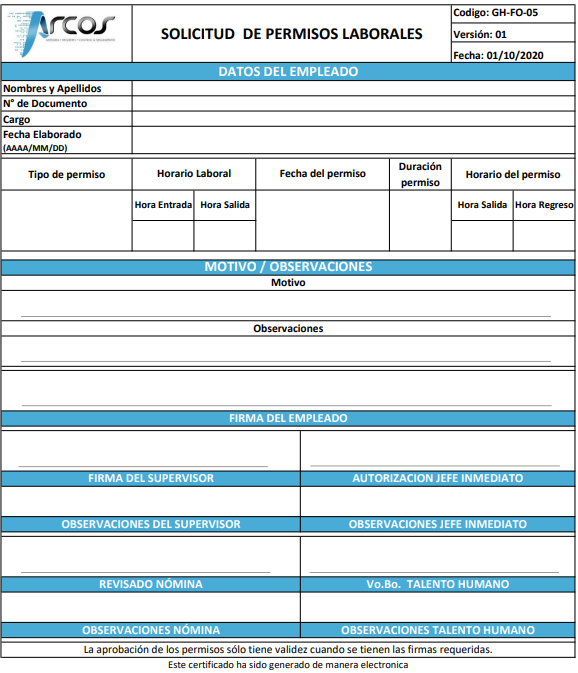 Arcos
SOLICITUD DE PERMISOS LABORALES
Codigo: GH-FO-05
Versión: 01
Fecha: 01/10/2020
DATOS DEL EMPLEADO
Nombres y Apellidos
N° de Documento
Cargo
Fecha Elaborado
(AAAA/MM/DD)
Tipo de permiso
Horario Laboral
Fecha del permiso
Duración
permiso
Horario del permiso
Hora Entrada
Hora Salida
Hora Salida
Hora Regreso
MOTIVO / OBSERVACIONES
Motivo
Observaciones
FIRMA DEL EMPLEADO
FIRMA DEL SUPERVISOR
AUTORIZACION JEFE INMEDIATO
OBSERVACIONES DEL SUPERVISOR
OBSERVACIONES JEFE INMEDIATO
REVISADO NÓMINA
Vo.Bo. TALENTO HUMANO
OBSERVACIONES NÓMINA
OBSERVACIONES TALENTO HUMANO
La aprobación de los permisos sólo tiene validez cuando se tienen las firmas requeridas.
Este certificado ha sido generado de manera electronica